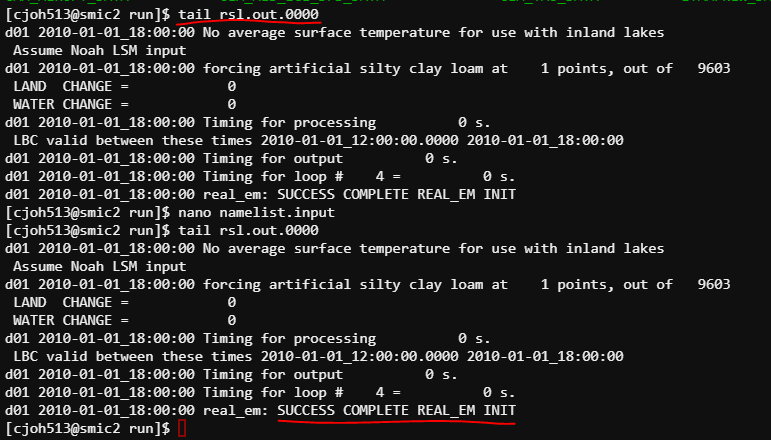 [cjoh513@smic2 run]$ tail rsl.out.0000
d01 2010-01-01_18:00:00 No average surface temperature for use with inland lakes
 Assume Noah LSM input
d01 2010-01-01_18:00:00 forcing artificial silty clay loam at    1 points, out of   9603
 LAND  CHANGE =            0
 WATER CHANGE =            0
d01 2010-01-01_18:00:00 Timing for processing          0 s.
 LBC valid between these times 2010-01-01_12:00:00.0000 2010-01-01_18:00:00
d01 2010-01-01_18:00:00 Timing for output          0 s.
d01 2010-01-01_18:00:00 Timing for loop #    4 =          0 s.
d01 2010-01-01_18:00:00 real_em: SUCCESS COMPLETE REAL_EM INIT
[cjoh513@smic2 run]$ nano namelist.input
[cjoh513@smic2 run]$ tail rsl.out.0000
d01 2010-01-01_18:00:00 No average surface temperature for use with inland lakes
 Assume Noah LSM input
d01 2010-01-01_18:00:00 forcing artificial silty clay loam at    1 points, out of   9603
 LAND  CHANGE =            0
 WATER CHANGE =            0
d01 2010-01-01_18:00:00 Timing for processing          0 s.
 LBC valid between these times 2010-01-01_12:00:00.0000 2010-01-01_18:00:00
d01 2010-01-01_18:00:00 Timing for output          0 s.
d01 2010-01-01_18:00:00 Timing for loop #    4 =          0 s.
d01 2010-01-01_18:00:00 real_em: SUCCESS COMPLETE REAL_EM INIT
[cjoh513@smic2 run]$